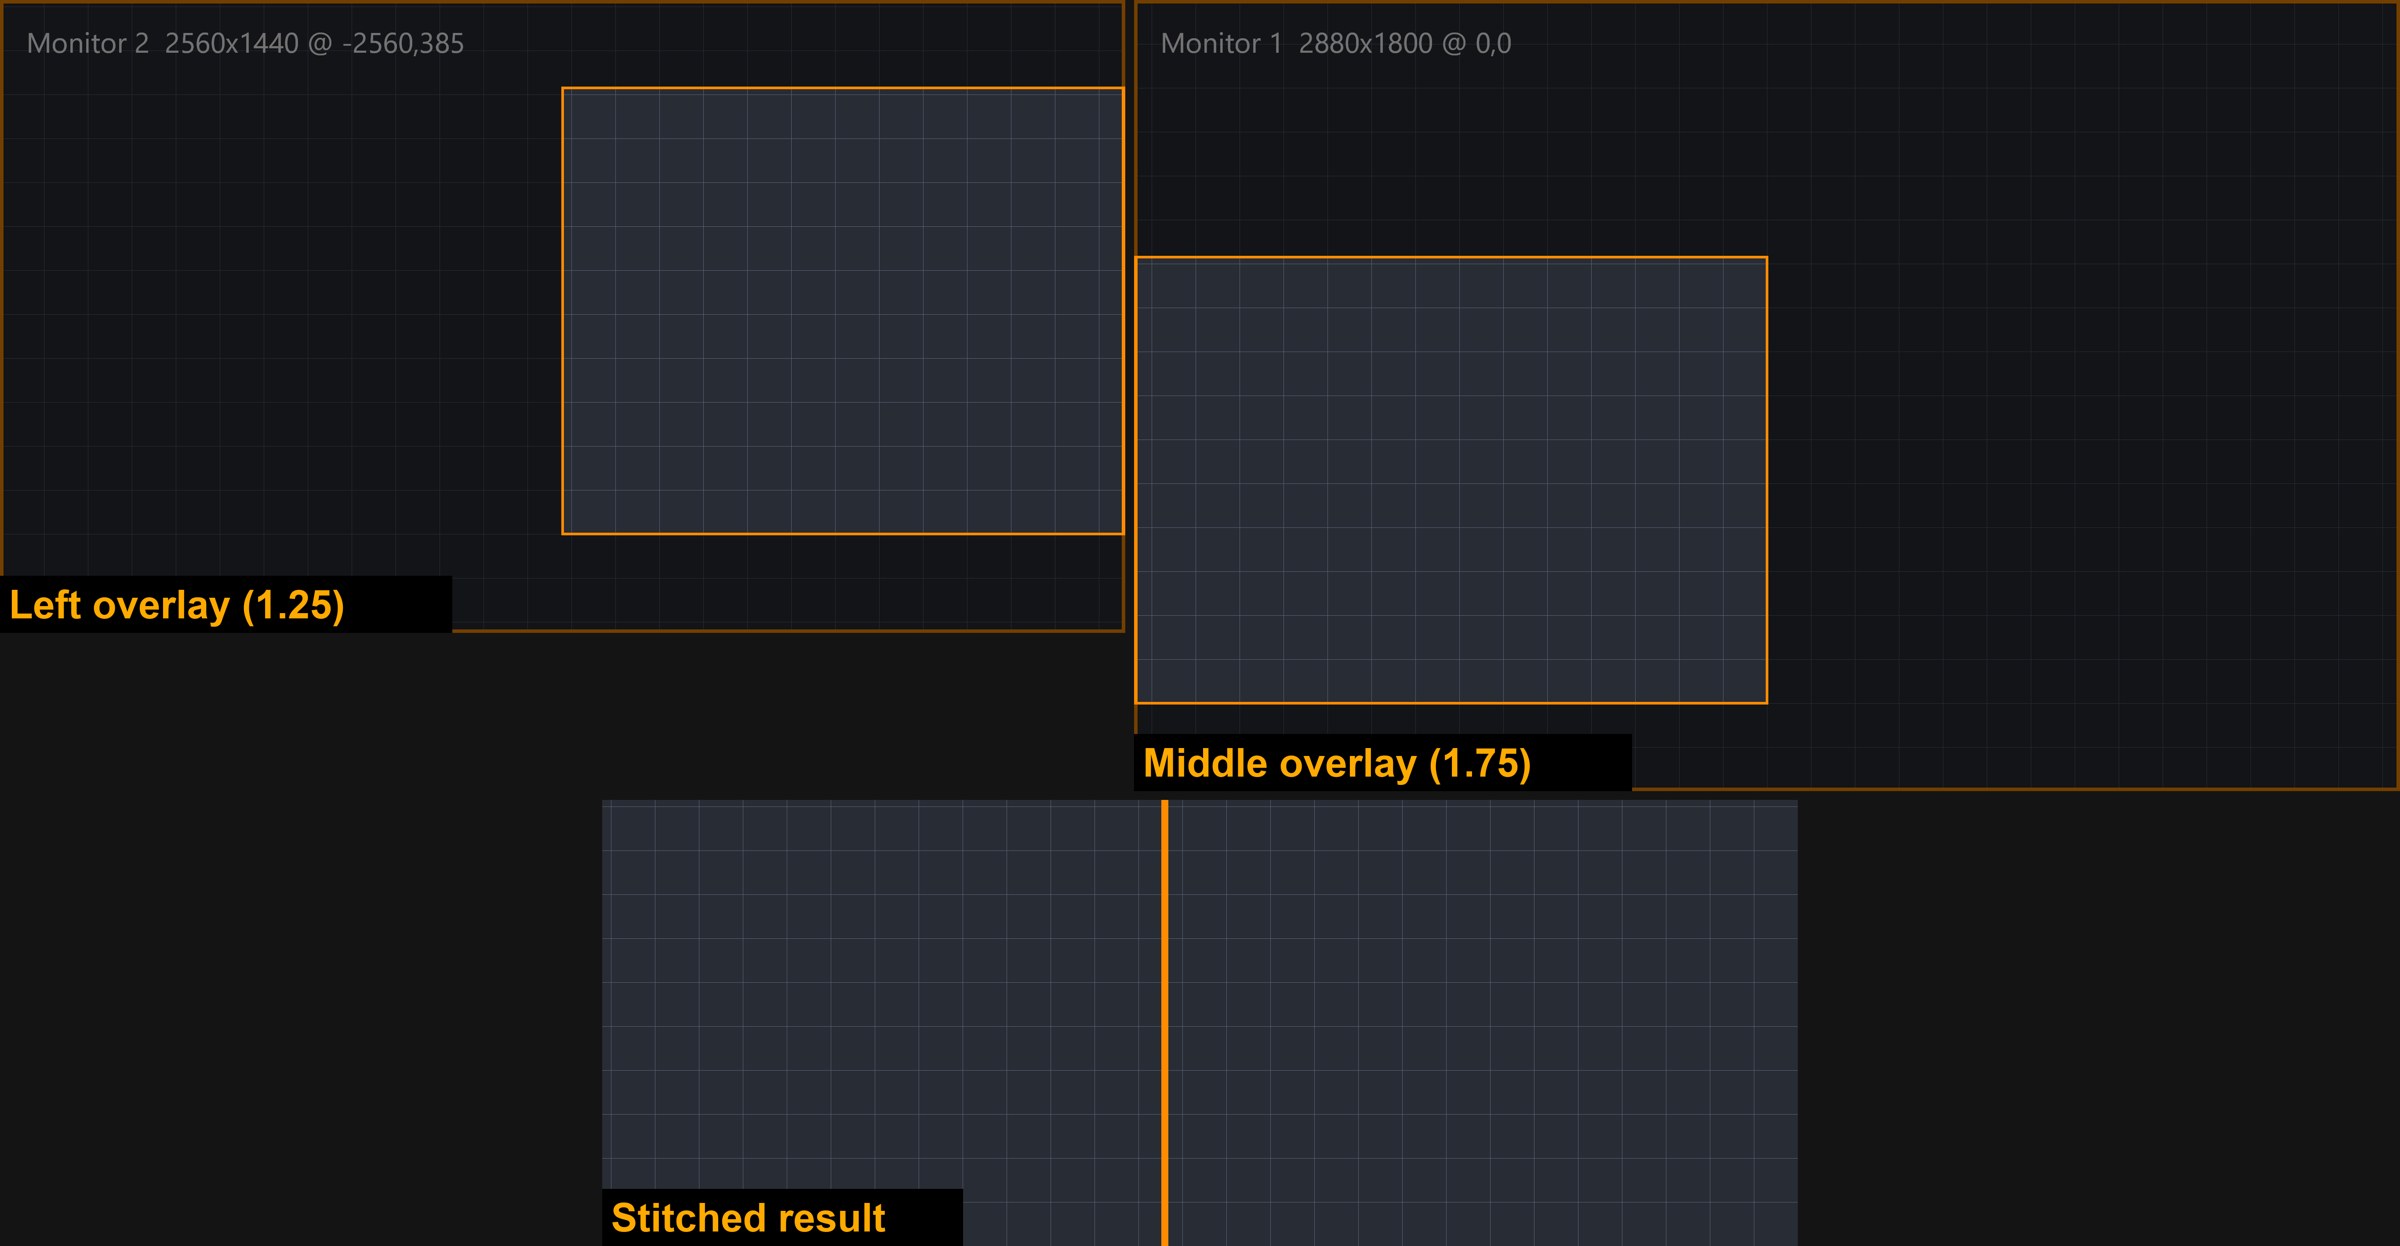 Monitor 2  2560x1440 @ -2560,385
Monitor 1  2880x1800 @ 0,0
Left overlay (1.25)
Middle overlay (1.75)
Stitched result